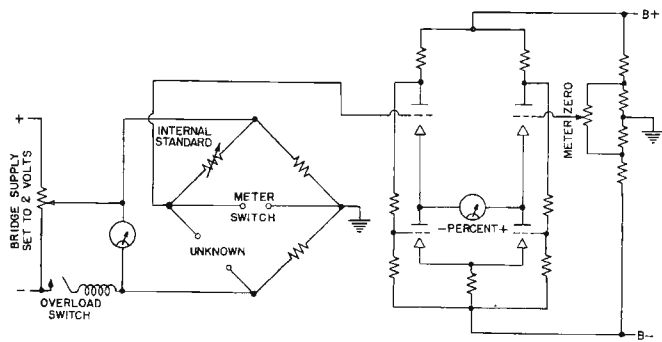 B+
+
BRIDGE SUPPLY
SET TO 2 VOLTS
-
OVERLOAD
SWITCH
INTERNAL
STANDARD
METER
SWITCH
UNKNOWN
-PERCENT+
METER ZERO
B-